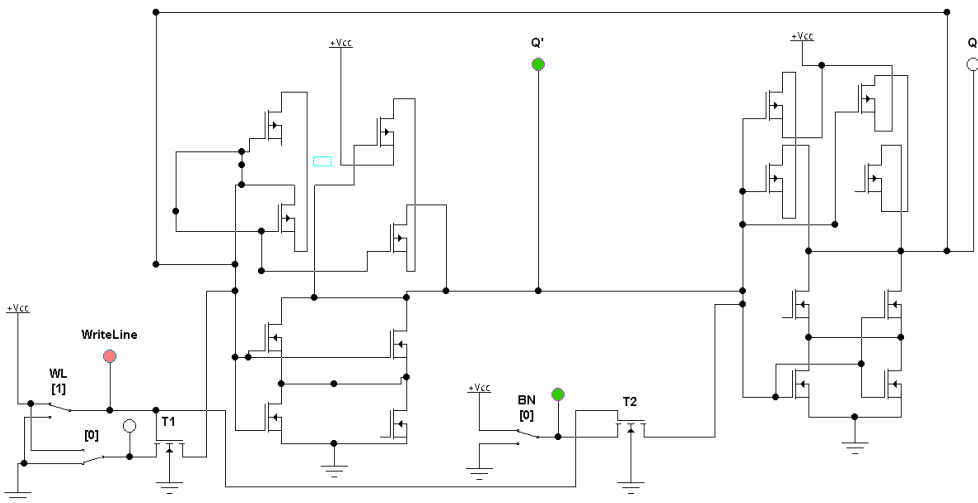 +Vcc
Q'
+Vcc
Q
+Vcc
WriteLine
WL
[1]
[0]
T1
+Vcc
BN
[0]
T2